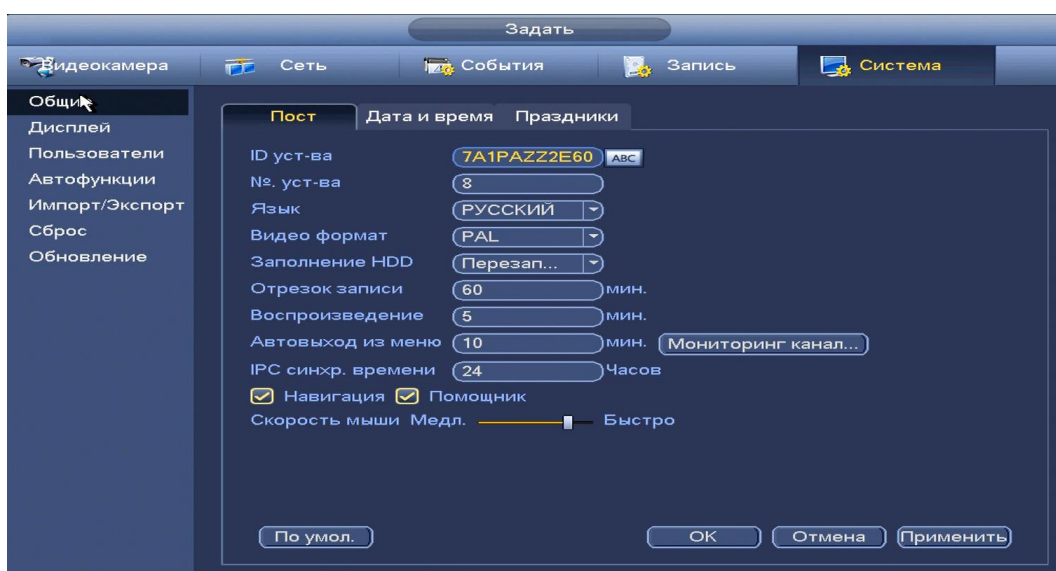 Задать
Видеокамера Сеть События Запись Система
Общие
Дисплей
Пользователи
Автофункции
Импорт/Экспорт
Сброс
Обновление
Пост Дата и время Праздники
ID уст-ва 7A1PAZZ2E60 ABC
№. уст-ва 8
Язык РУССКИЙ
Видео формат PAL
Заполнение HDD Перезап...
Отрезок записи 60 мин.
Воспроизведение 5 мин.
Автовыход из меню 10 мин. Мониторинг канал...
IPC синхр. времени 24 Часов
Навигация Помощник
Скорость мыши Медл. Быстро
По умол. OK Отмена Применить